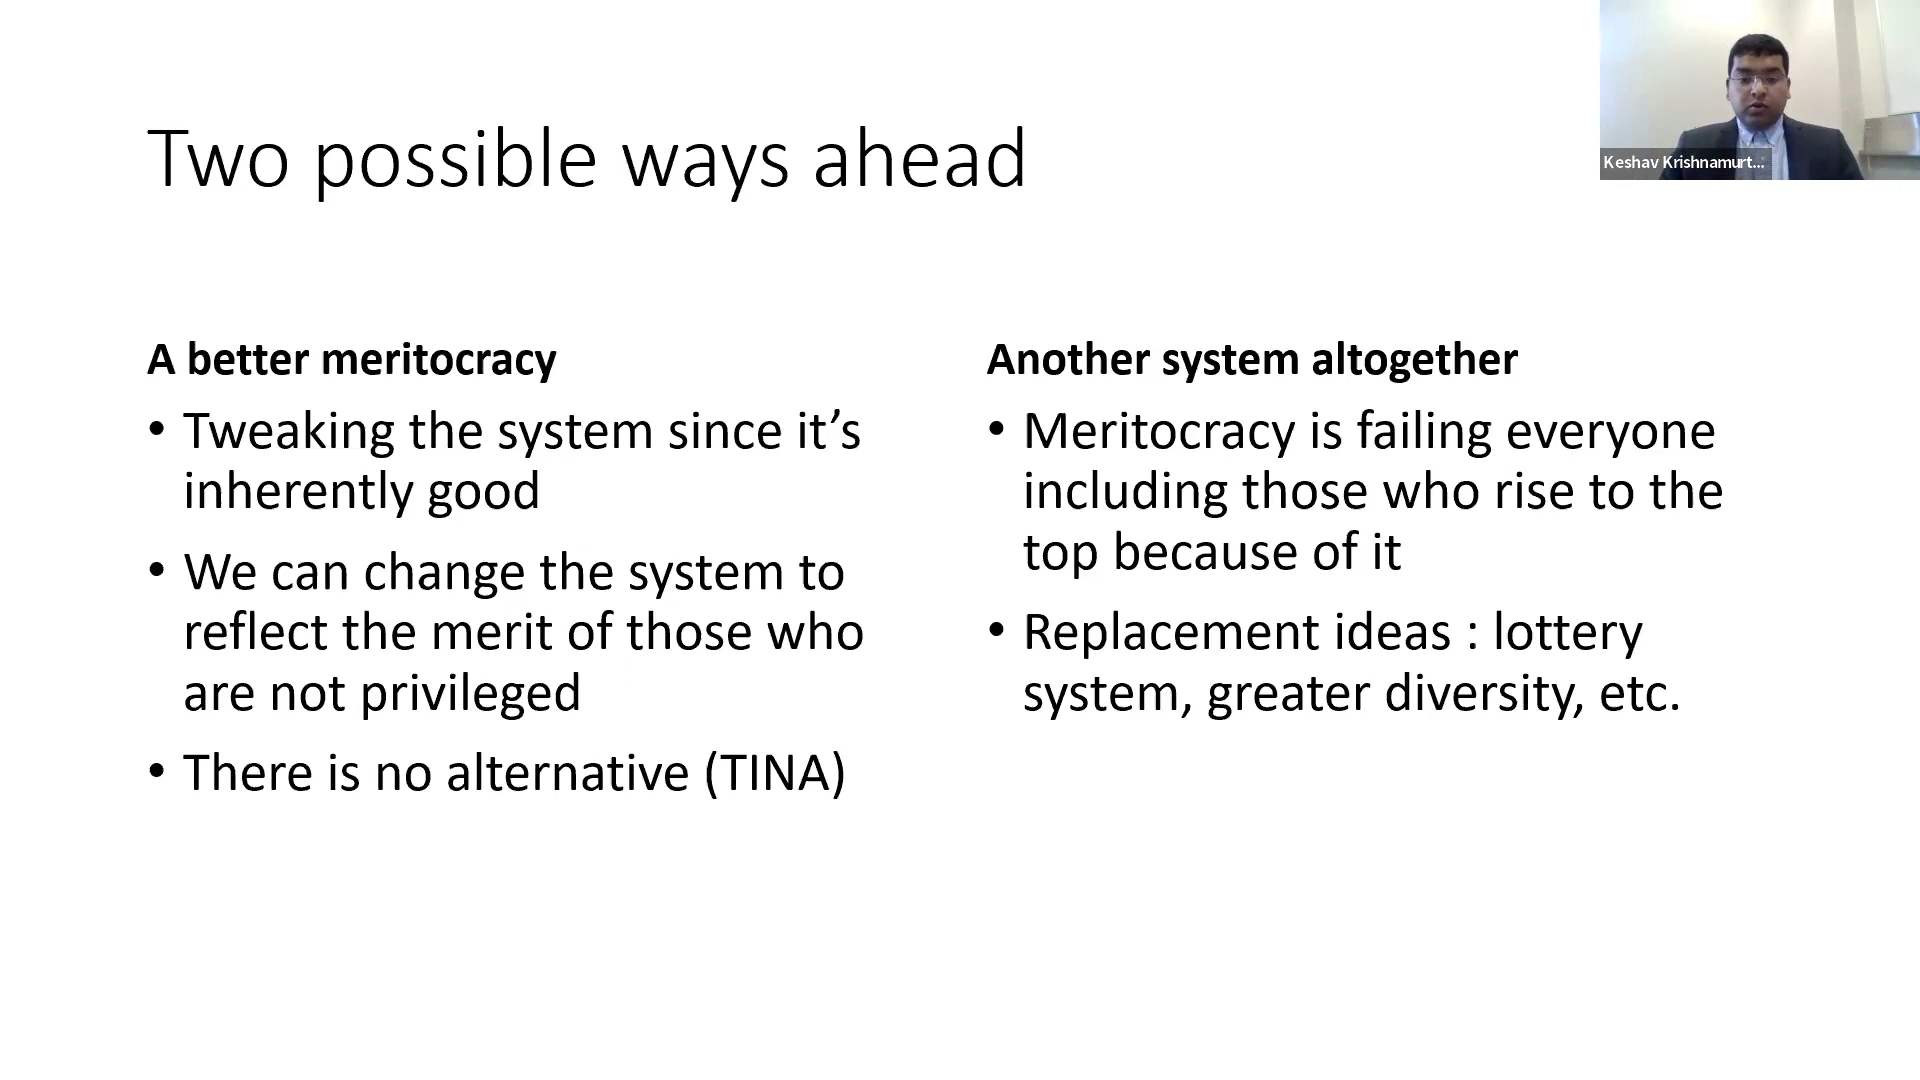 Two possible ways ahead
Keshav Krishnamurt...
A better meritocracy
• Tweaking the system since it’s
inherently good
• We can change the system to
reflect the merit of those who
are not privileged
• There is no alternative (TINA)
Another system altogether
• Meritocracy is failing everyone
including those who rise to the
top because of it
• Replacement ideas : lottery
system, greater diversity, etc.